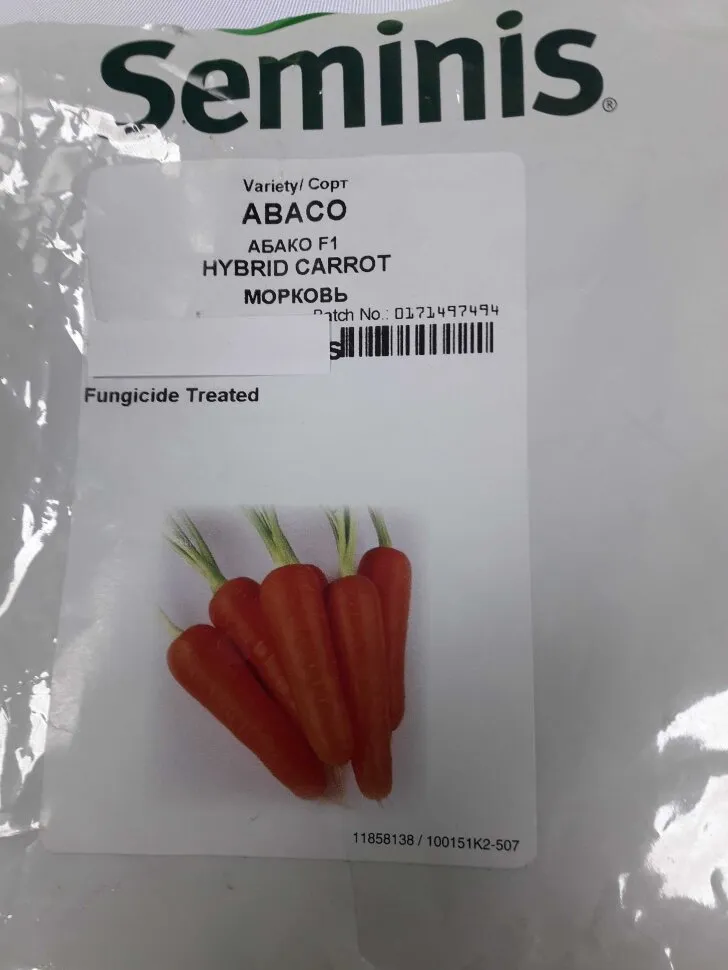 Seminis®
Variety/ Сорт
ABACO
АБАКО F1
HYBRID CARROT
МОРКОВЬ
Batch No.: 0171497494
Fungicide Treated
11858138 / 100151K2-507